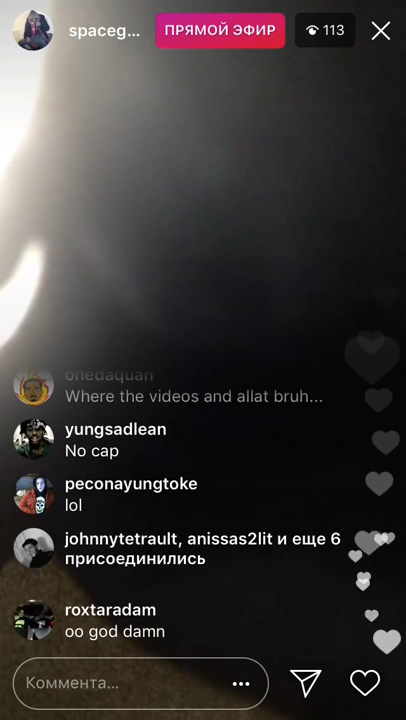 spaceg...
ПРЯМОЙ ЭФИР
113
onedaquan
Where the videos and allat bruh...
yungsadlean
No cap
peconayungtoke
lol
johnnytetrault, anissas2lit и еще 6
присоединились
roxtaradam
oo god damn
Коммента...